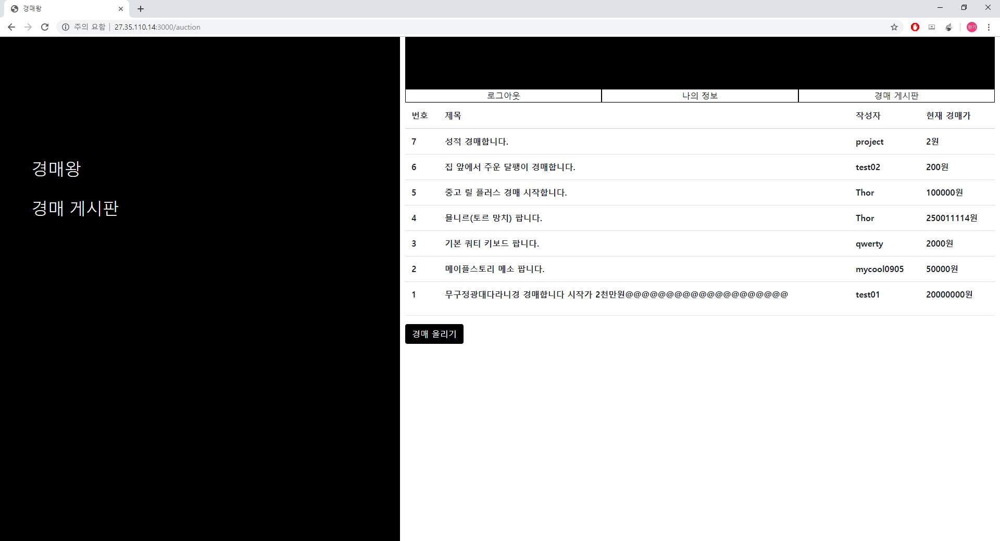 경매왕
주의 요함 | 27.35.110.14:3000/auction
완기
경매왕
경매 게시판
로그아웃 나의 정보 경매 게시판
번호 제목 작성자 현재 경매가
7 성적 경매합니다. project 2원
6 집 앞에서 주운 달팽이 경매합니다. test02 200원
5 중고 릴 플러스 경매 시작합니다. Thor 100000원
4 묠니르(토르 망치) 팝니다. Thor 250011114원
3 기본 쿼티 키보드 팝니다. qwerty 2000원
2 메이플스토리 메소 팝니다. mycool0905 50000원
1 무구정광대다라니경 경매합니다 시작가 2천만원@@@@@@@@@@@@@@@@@@@@ test01 20000000원
경매 올리기